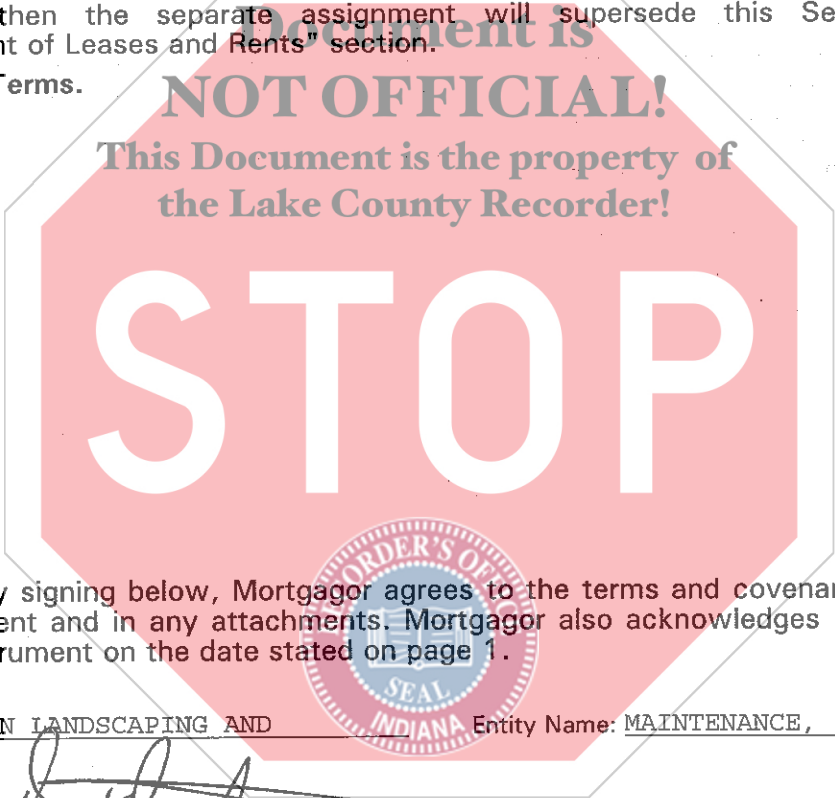 then the separate assignment will supersede this Se
nt of Leases and Rents" section.
Terms.
Document is
NOT OFFICIAL!
This Document is the property of
the Lake County Recorder!
STOP
RECORDER'S OFFICE
SEAL
INDIANA
y signing below, Mortgagor agrees to the terms and covenan
ent and in any attachments. Mortgagor also acknowledges
rument on the date stated on page 1.
N LANDSCAPING AND Entity Name: MAINTENANCE,